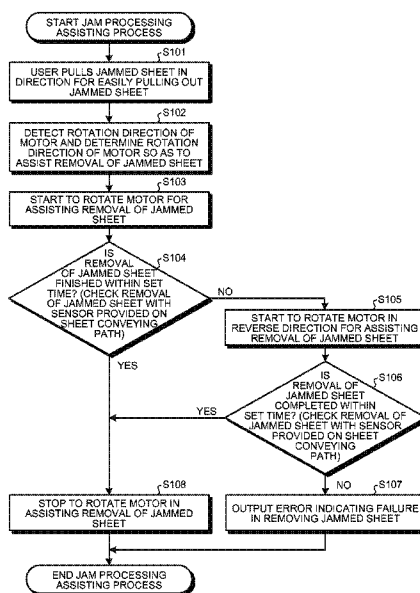 START JAM PROCESSING
ASSISTING PROCESS
S101
USER PULLS JAMMED SHEET IN
DIRECTION FOR EASILY PULLING OUT
JAMMED SHEET
S102
DETECT ROTATION DIRECTION OF
MOTOR AND DETERMINE ROTATION
DIRECTION OF MOTOR SO AS TO
ASSIST REMOVAL OF JAMMED SHEET
S103
START TO ROTATE MOTOR FOR
ASSISTING REMOVAL OF JAMMED
SHEET
S104
IS
REMOVAL
OF JAMMED SHEET
FINISHED WITHIN SET
TIME? (CHECK REMOVAL
OF JAMMED SHEET WITH
SENSOR PROVIDED ON
SHEET CONVEYING
PATH)
NO
YES
S105
START TO ROTATE MOTOR IN
REVERSE DIRECTION FOR ASSISTING
REMOVAL OF JAMMED SHEET
S106
IS
REMOVAL OF
JAMMED SHEET
COMPLETED WITHIN
SET TIME? (CHECK REMOVAL OF
JAMMED SHEET WITH SENSOR
PROVIDED ON SHEET
CONVEYING
PATH)
YES
NO
S108
STOP TO ROTATE MOTOR IN
ASSISTING REMOVAL OF JAMMED
SHEET
S107
OUTPUT ERROR INDICATING FAILURE
IN REMOVING JAMMED SHEET
END JAM PROCESSING
ASSISTING PROCESS